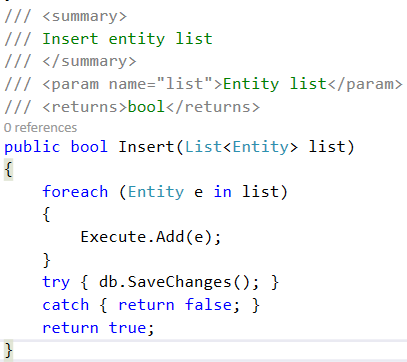 /// <summary>
/// Insert entity list
/// </summary>
/// <param name="list">Entity list</param>
/// <returns>bool</returns>
0 references
public bool Insert(List<Entity> list)
{
    foreach (Entity e in list)
    {
        Execute.Add(e);
    }
    try { db.SaveChanges(); }
    catch { return false; }
    return true;
}